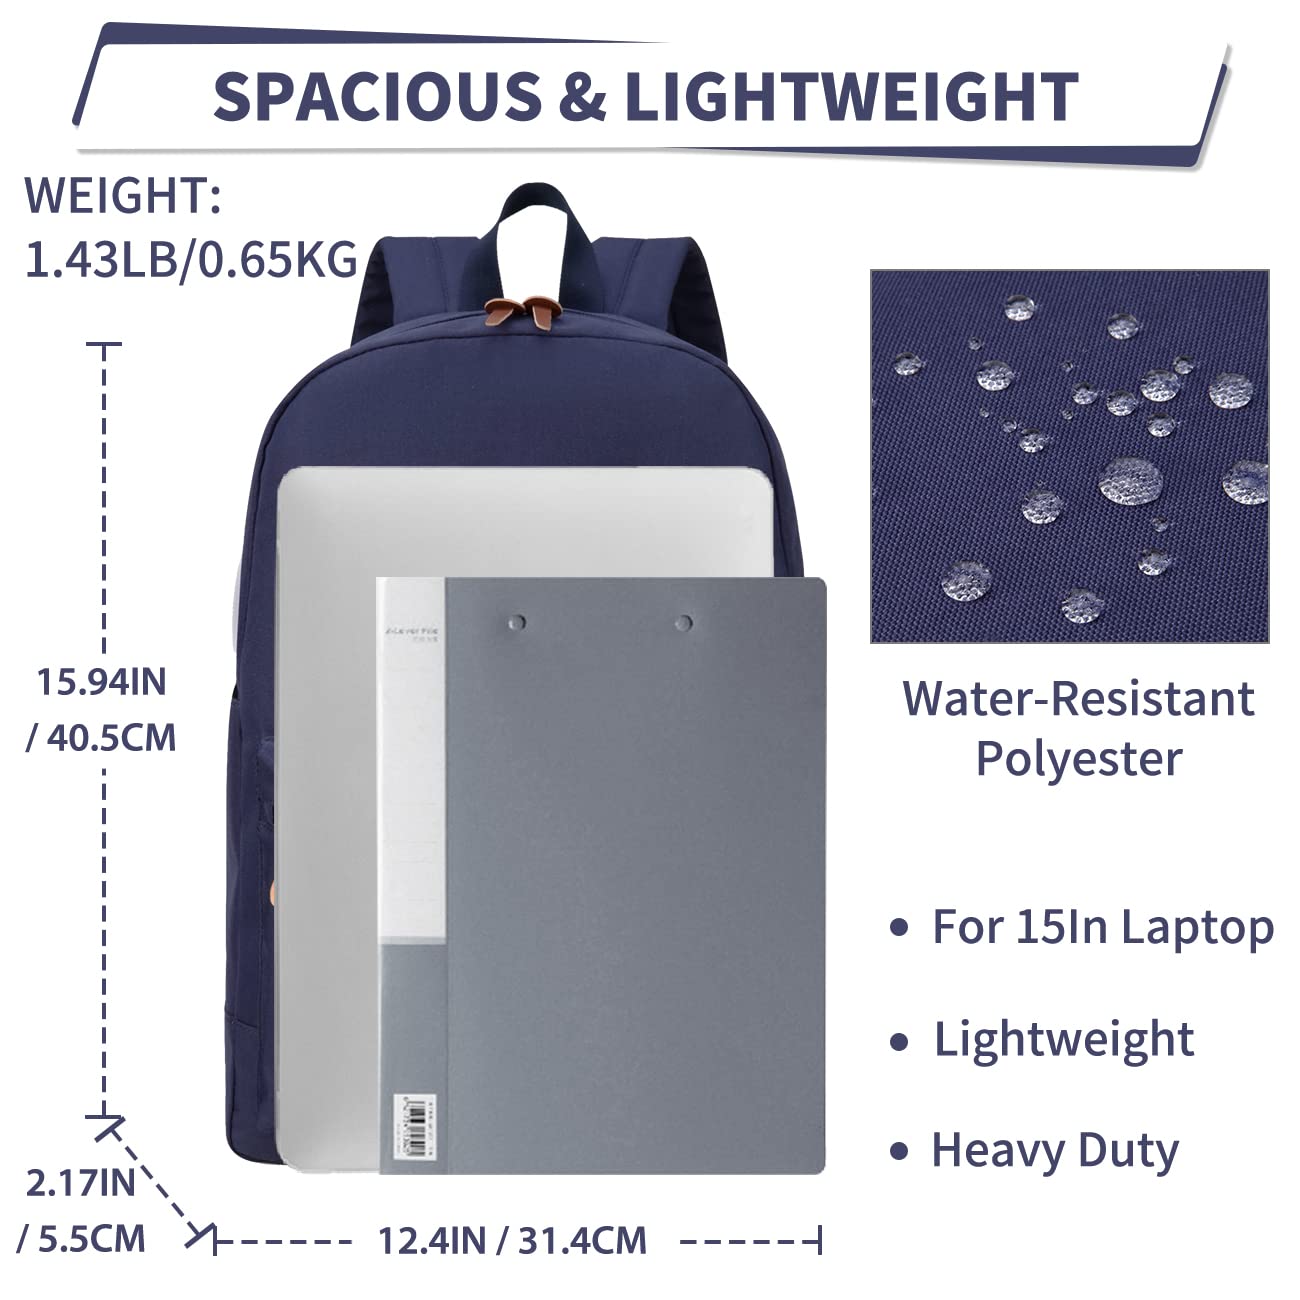 SPACIOUS & LIGHTWEIGHT
WEIGHT:
1.43LB/0.65KG
15.94IN
/ 40.5CM
Water-Resistant
Polyester
• For 15In Laptop
• Lightweight
• Heavy Duty
2.17IN
/ 5.5CM
12.4IN / 31.4CM